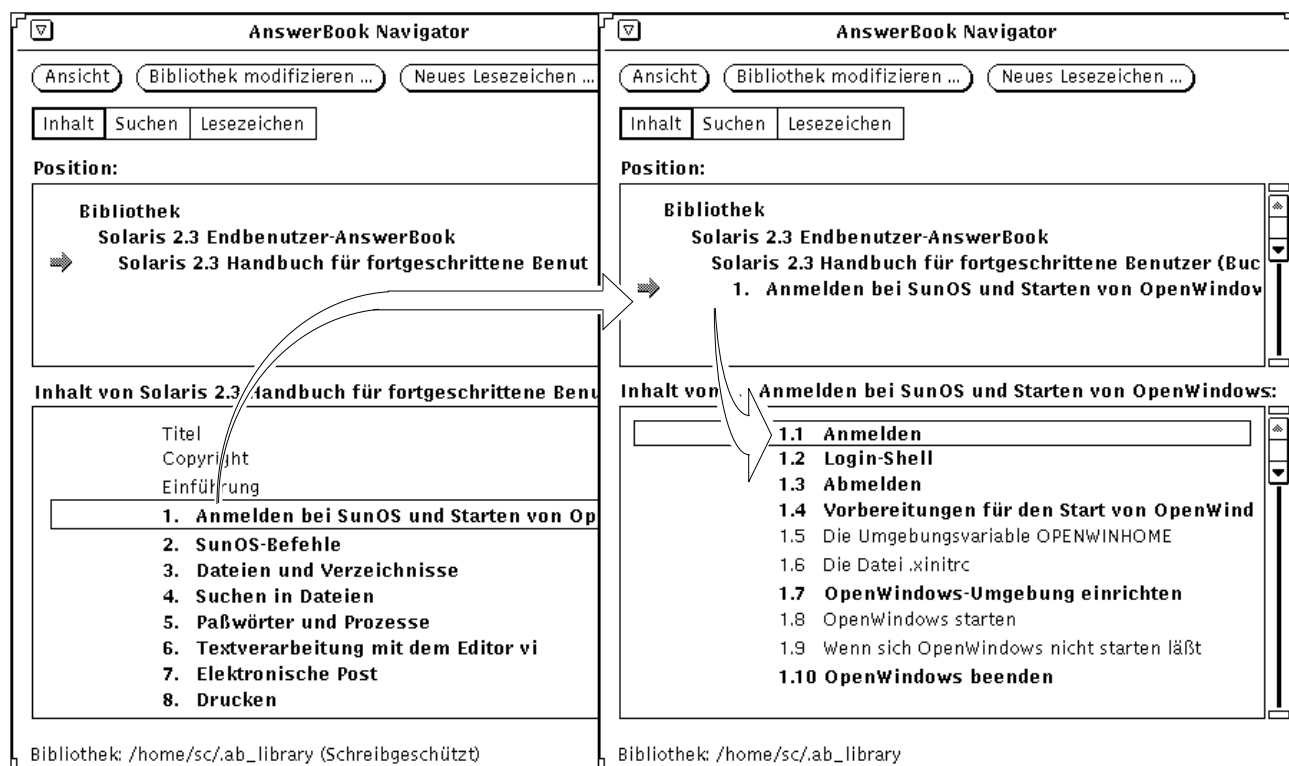 AnswerBook Navigator
Ansicht
Bibliothek modifizieren ...
Neues Lesezeichen ...
Inhalt
Suchen
Lesezeichen
Position:
Bibliothek
Solaris 2.3 Endbenutzer-AnswerBook
Solaris 2.3 Handbuch für fortgeschrittene Benut
Inhalt von Solaris 2.3 Handbuch für fortgeschrittene Benu
Titel
Copyright
Einführung
1. Anmelden bei SunOS und Starten von Op
2. SunOS-Befehle
3. Dateien und Verzeichnisse
4. Suchen in Dateien
5. Paßwörter und Prozesse
6. Textverarbeitung mit dem Editor vi
7. Elektronische Post
8. Drucken
Bibliothek: /home/sc/.ab_library (Schreibgeschützt)
AnswerBook Navigator
Ansicht
Bibliothek modifizieren ...
Neues Lesezeichen ...
Inhalt
Suchen
Lesezeichen
Position:
Bibliothek
Solaris 2.3 Endbenutzer-AnswerBook
Solaris 2.3 Handbuch für fortgeschrittene Benutzer (Buc
1. Anmelden bei SunOS und Starten von OpenWindov
Inhalt von Anmelden bei SunOS und Starten von OpenWindows:
1.1 Anmelden
1.2 Login-Shell
1.3 Abmelden
1.4 Vorbereitungen für den Start von OpenWind
1.5 Die Umgebungsvariable OPENWINHOME
1.6 Die Datei .xinitrc
1.7 OpenWindows-Umgebung einrichten
1.8 OpenWindows starten
1.9 Wenn sich OpenWindows nicht starten läßt
1.10 OpenWindows beenden
Bibliothek: /home/sc/.ab_library